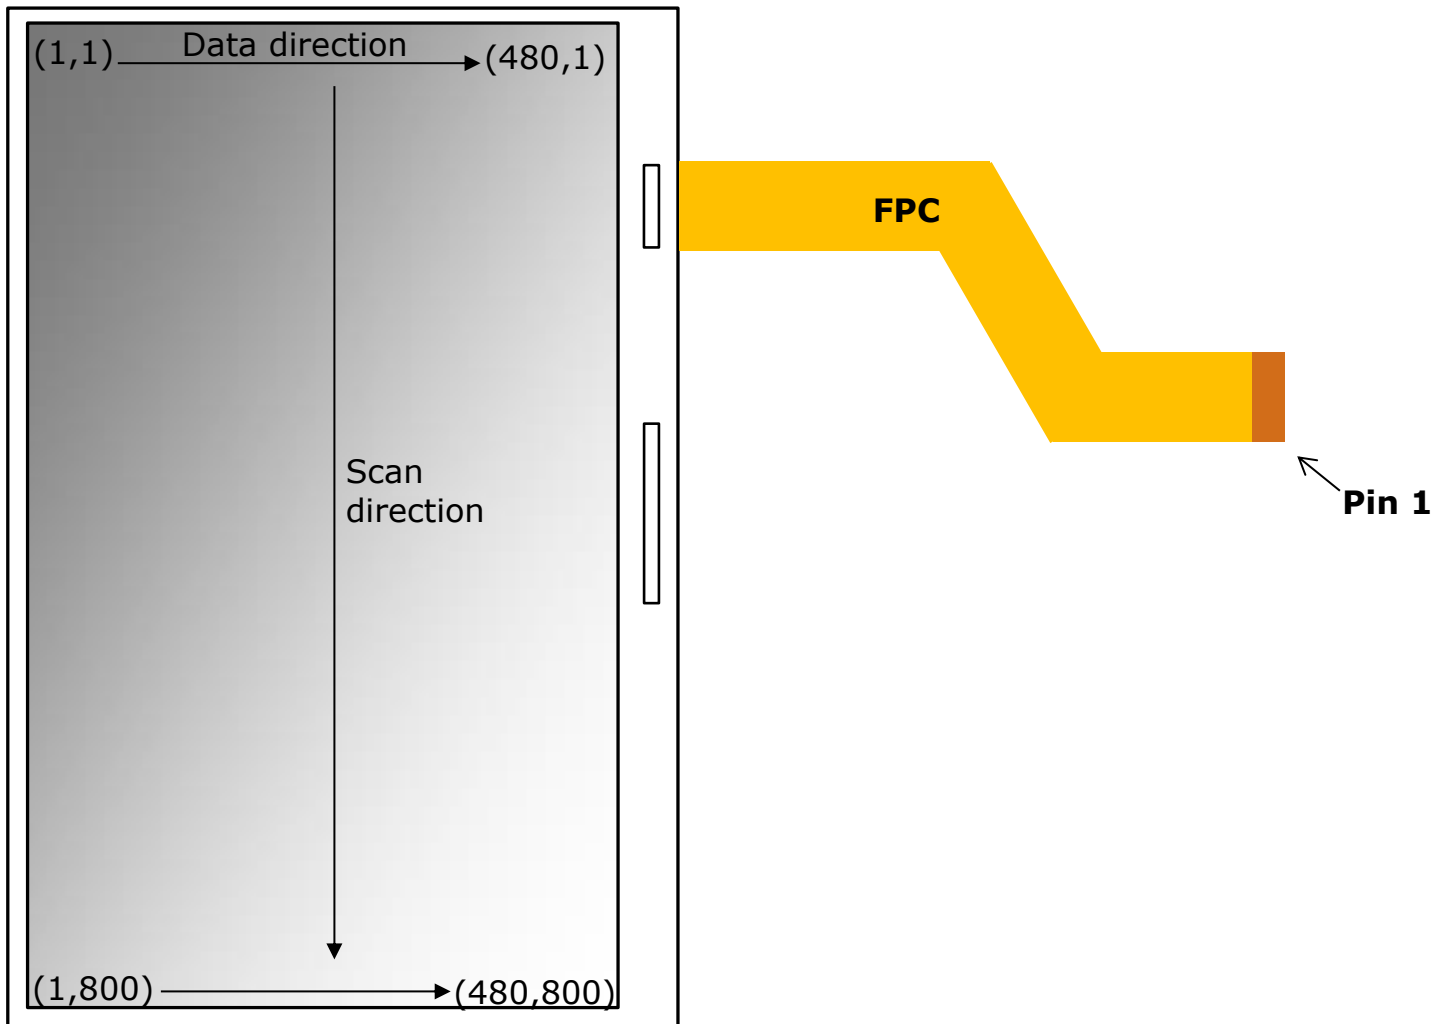 (1,1)
Data direction
(480,1)
FPC
Scan
direction
Pin 1
(1,800)
(480,800)